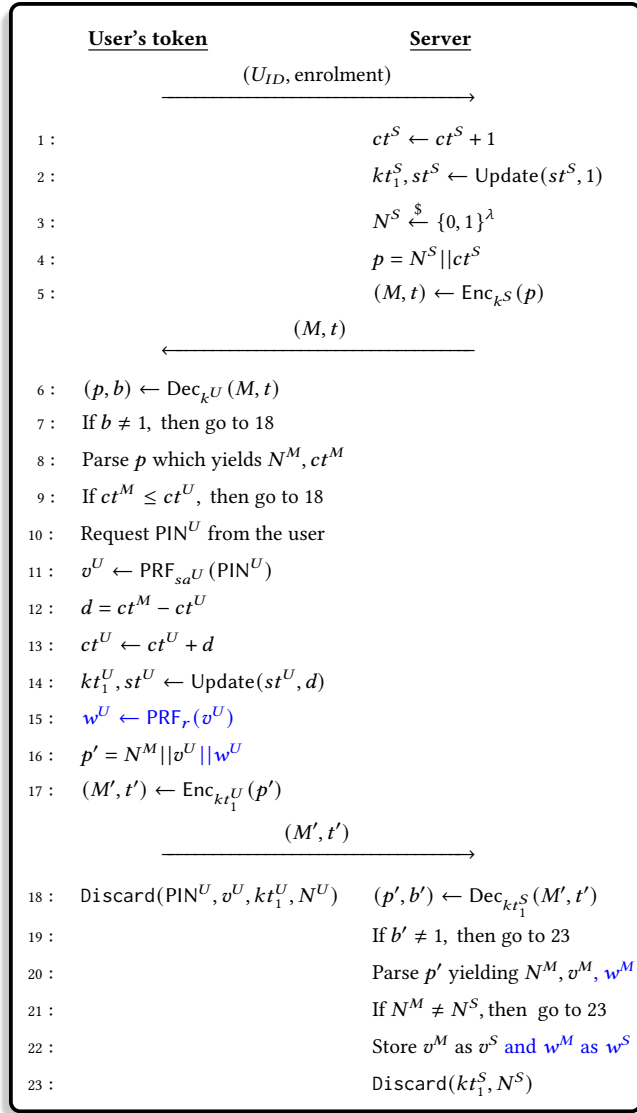 User's token Server
(U_ID, enrolment)
1 : ct^S ← ct^S + 1
2 : kt_1^S, st^S ← Update(st^S, 1)
3 : N^S ←$ {0, 1}^λ
4 : p = N^S||ct^S
5 : (M, t) ← Enc_{k^S}(p)
(M, t)
6 : (p, b) ← Dec_{k^U}(M, t)
7 : If b ≠ 1, then go to 18
8 : Parse p which yields N^M, ct^M
9 : If ct^M ≤ ct^U, then go to 18
10 : Request PIN^U from the user
11 : v^U ← PRF_{sa^U}(PIN^U)
12 : d = ct^M − ct^U
13 : ct^U ← ct^U + d
14 : kt_1^U, st^U ← Update(st^U, d)
15 : w^U ← PRF_r(v^U)
16 : p′ = N^M||v^U||w^U
17 : (M′, t′) ← Enc_{kt_1^U}(p′)
(M′, t′)
18 : Discard(PIN^U, v^U, kt_1^U, N^U) (p′, b′) ← Dec_{kt_1^S}(M′, t′)
19 : If b′ ≠ 1, then go to 23
20 : Parse p′ yielding N^M, v^M, w^M
21 : If N^M ≠ N^S, then go to 23
22 : Store v^M as v^S and w^M as w^S
23 : Discard(kt_1^S, N^S)